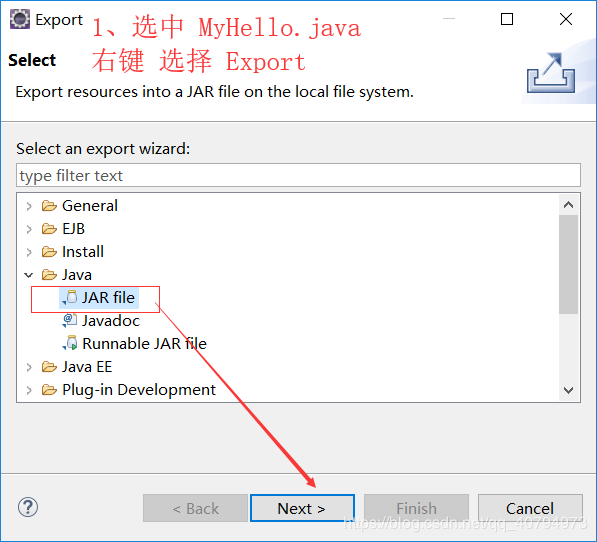 Export
1、选中 MyHello.java
右键 选择 Export
Select
Export resources into a JAR file on the local file system.
Select an export wizard:
type filter text
General
EJB
Install
Java
JAR file
Javadoc
Runnable JAR file
Java EE
Plug-in Development
?
< Back
Next >
Finish
Cancel
https://blog.csdn.net/qq_40794973